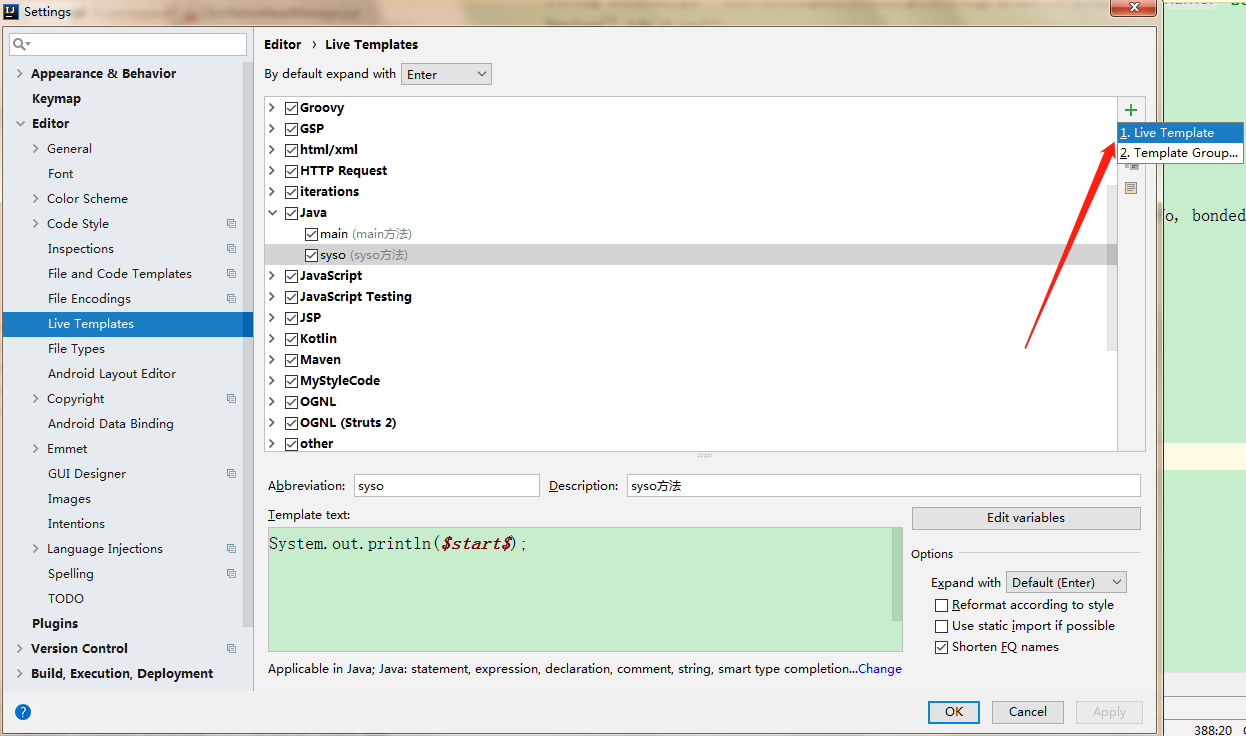 Settings
Editor › Live Templates
By default expand with Enter
Appearance & Behavior
Keymap
Editor
General
Font
Color Scheme
Code Style
Inspections
File and Code Templates
File Encodings
Live Templates
File Types
Android Layout Editor
Copyright
Android Data Binding
Emmet
GUI Designer
Images
Intentions
Language Injections
Spelling
TODO
Plugins
Version Control
Build, Execution, Deployment
Groovy
GSP
html/xml
HTTP Request
iterations
Java
main (main方法)
syso (syso方法)
JavaScript
JavaScript Testing
JSP
Kotlin
Maven
MyStyleCode
OGNL
OGNL (Struts 2)
other
1. Live Template
2. Template Group...
bonded
Abbreviation: syso Description: syso方法
Template text:
System.out.println($start$);
Edit variables
Options
Expand with Default (Enter)
Reformat according to style
Use static import if possible
Shorten FQ names
Applicable in Java; Java: statement, expression, declaration, comment, string, smart type completion...Change
OK Cancel Apply
388:20